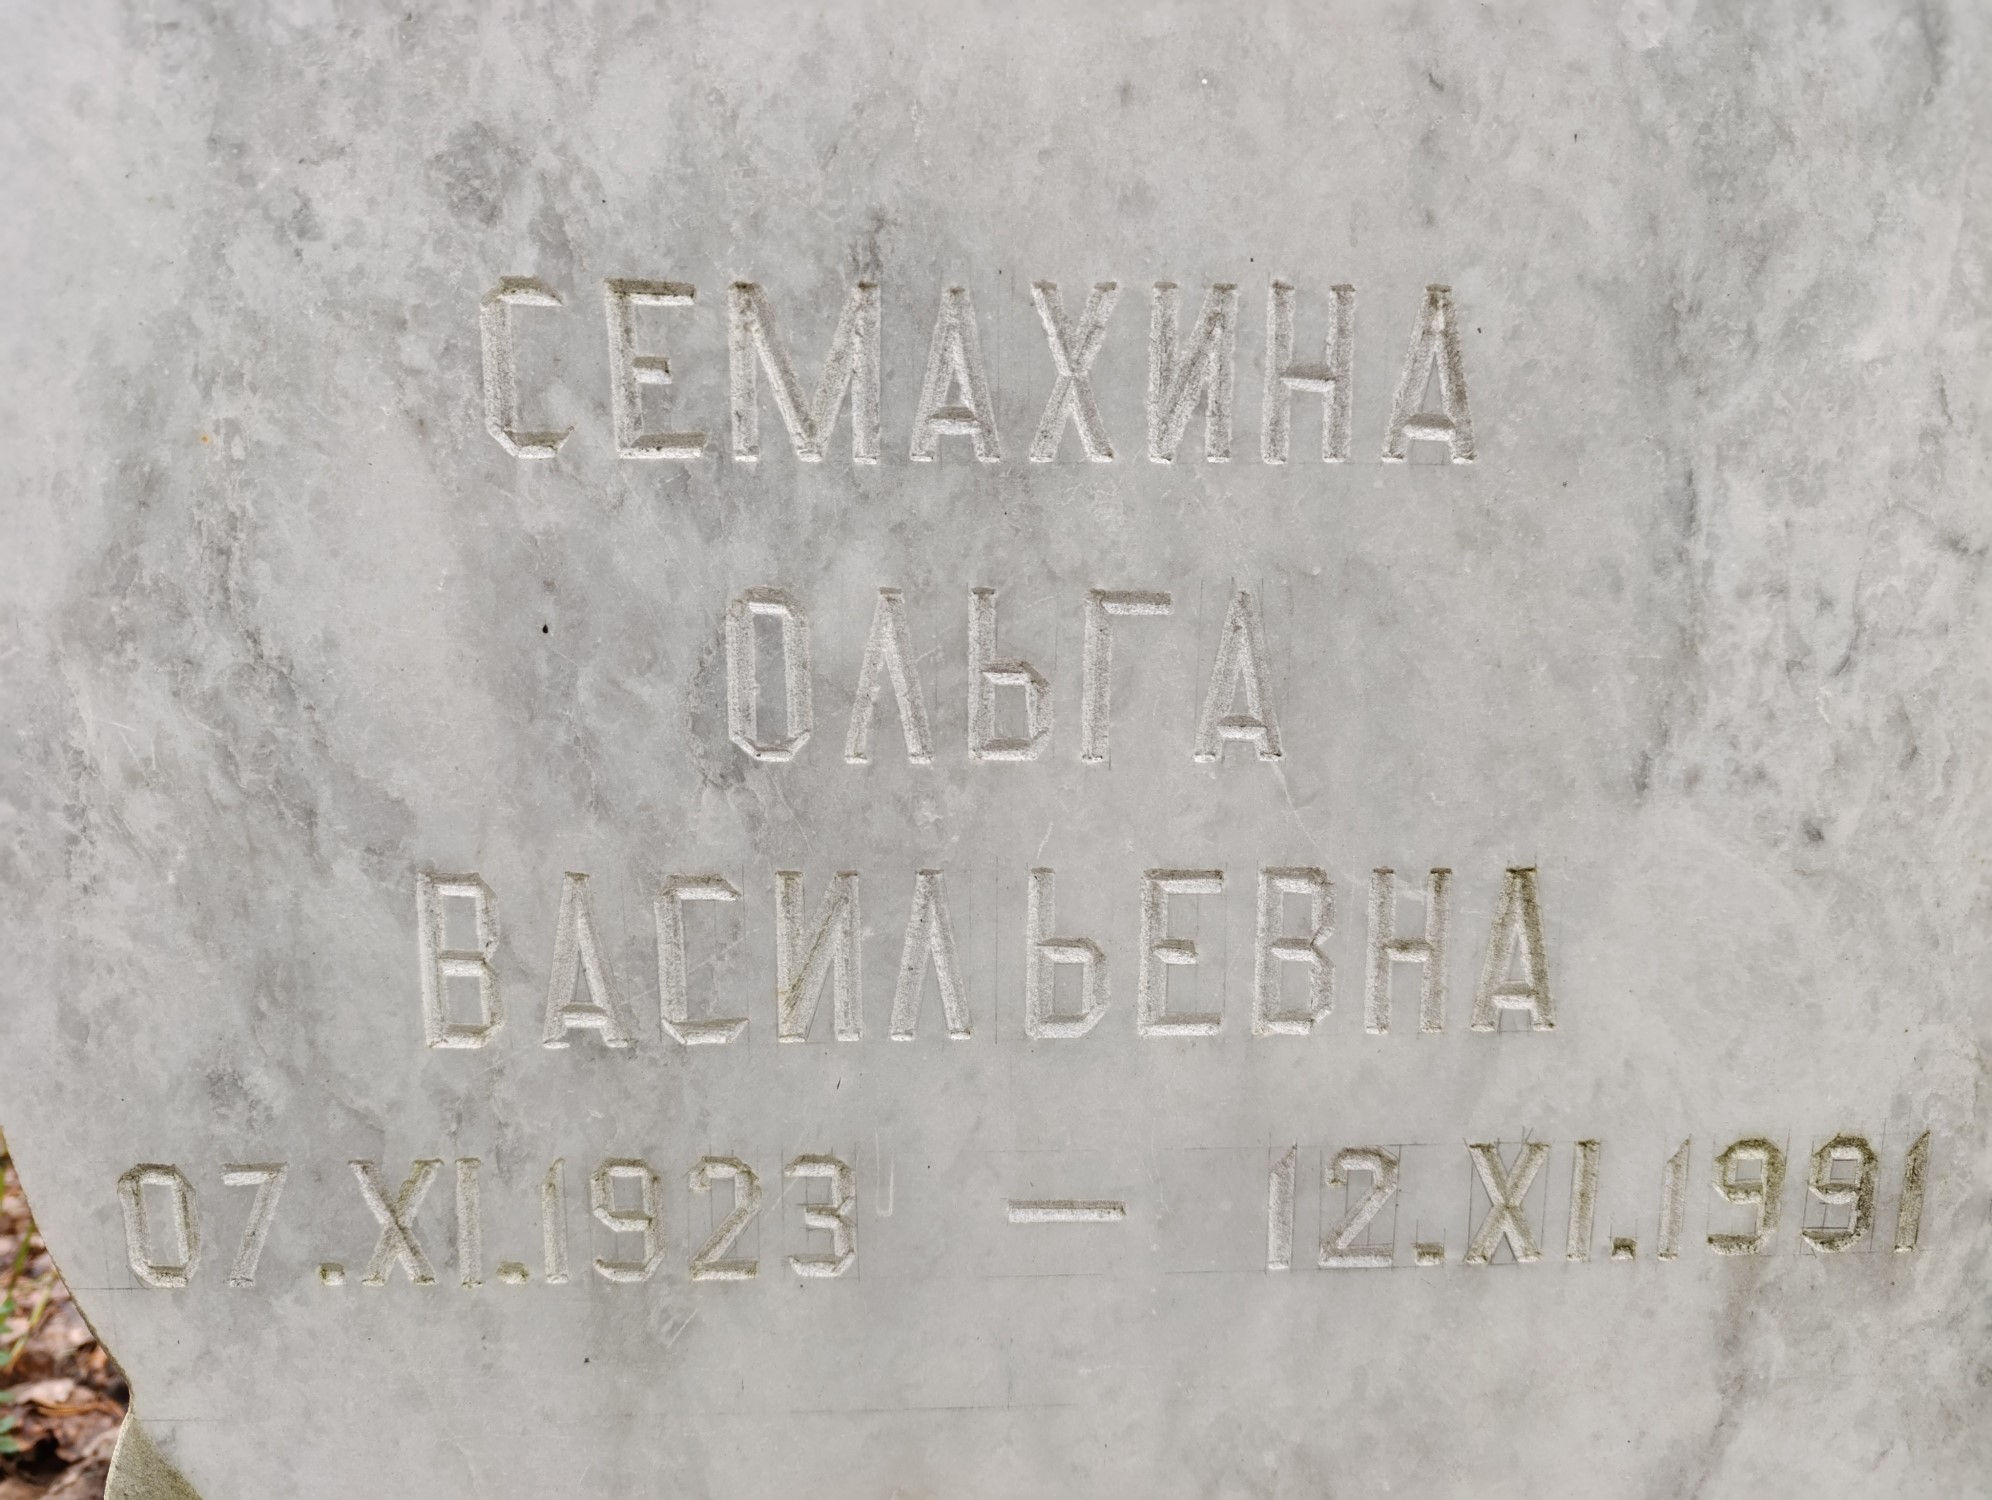 СЕМАХИНА
ОЛЬГА
ВАСИЛЬЕВНА
07.XI.1923 — 12.XI.1991